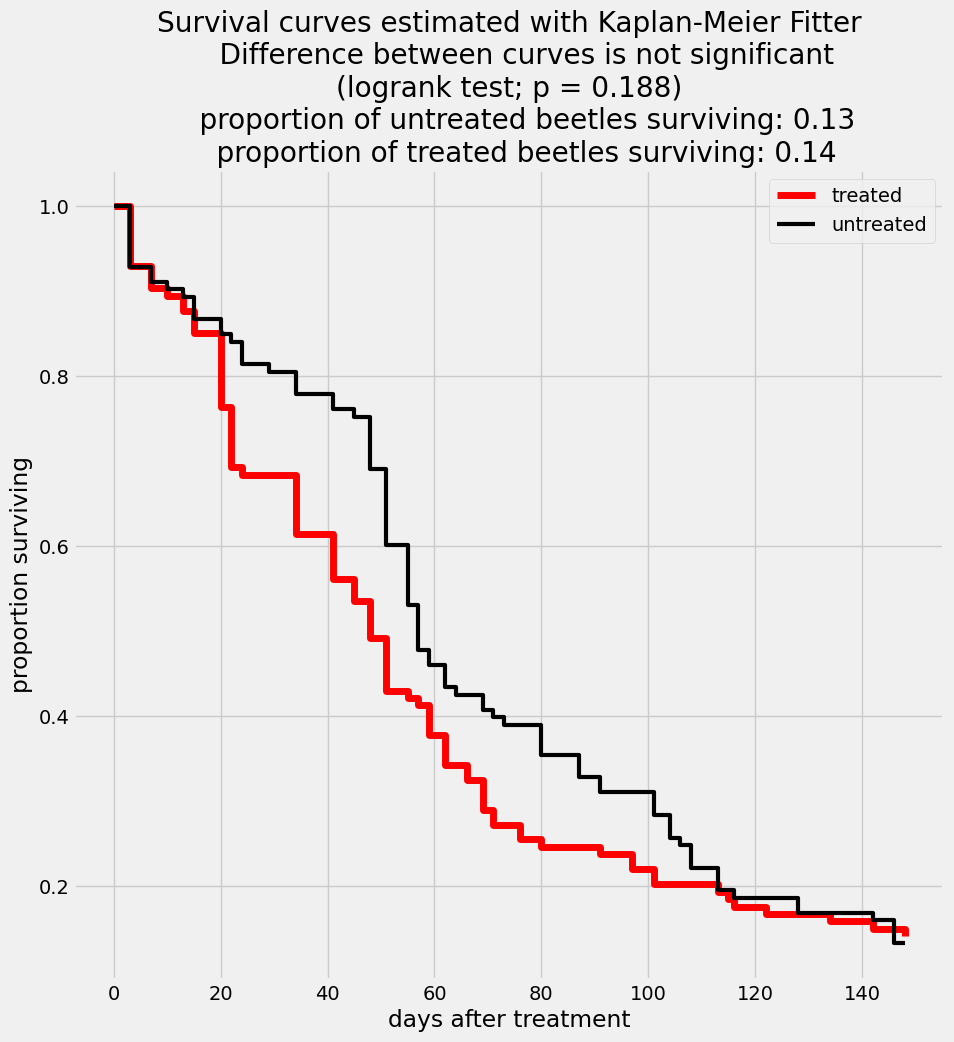 Survival curves estimated with Kaplan-Meier Fitter
Difference between curves is not significant
(logrank test; p = 0.188)
proportion of untreated beetles surviving: 0.13
proportion of treated beetles surviving: 0.14
treated
untreated
proportion surviving
1.0
0.8
0.6
0.4
0.2
0 20 40 60 80 100 120 140
days after treatment